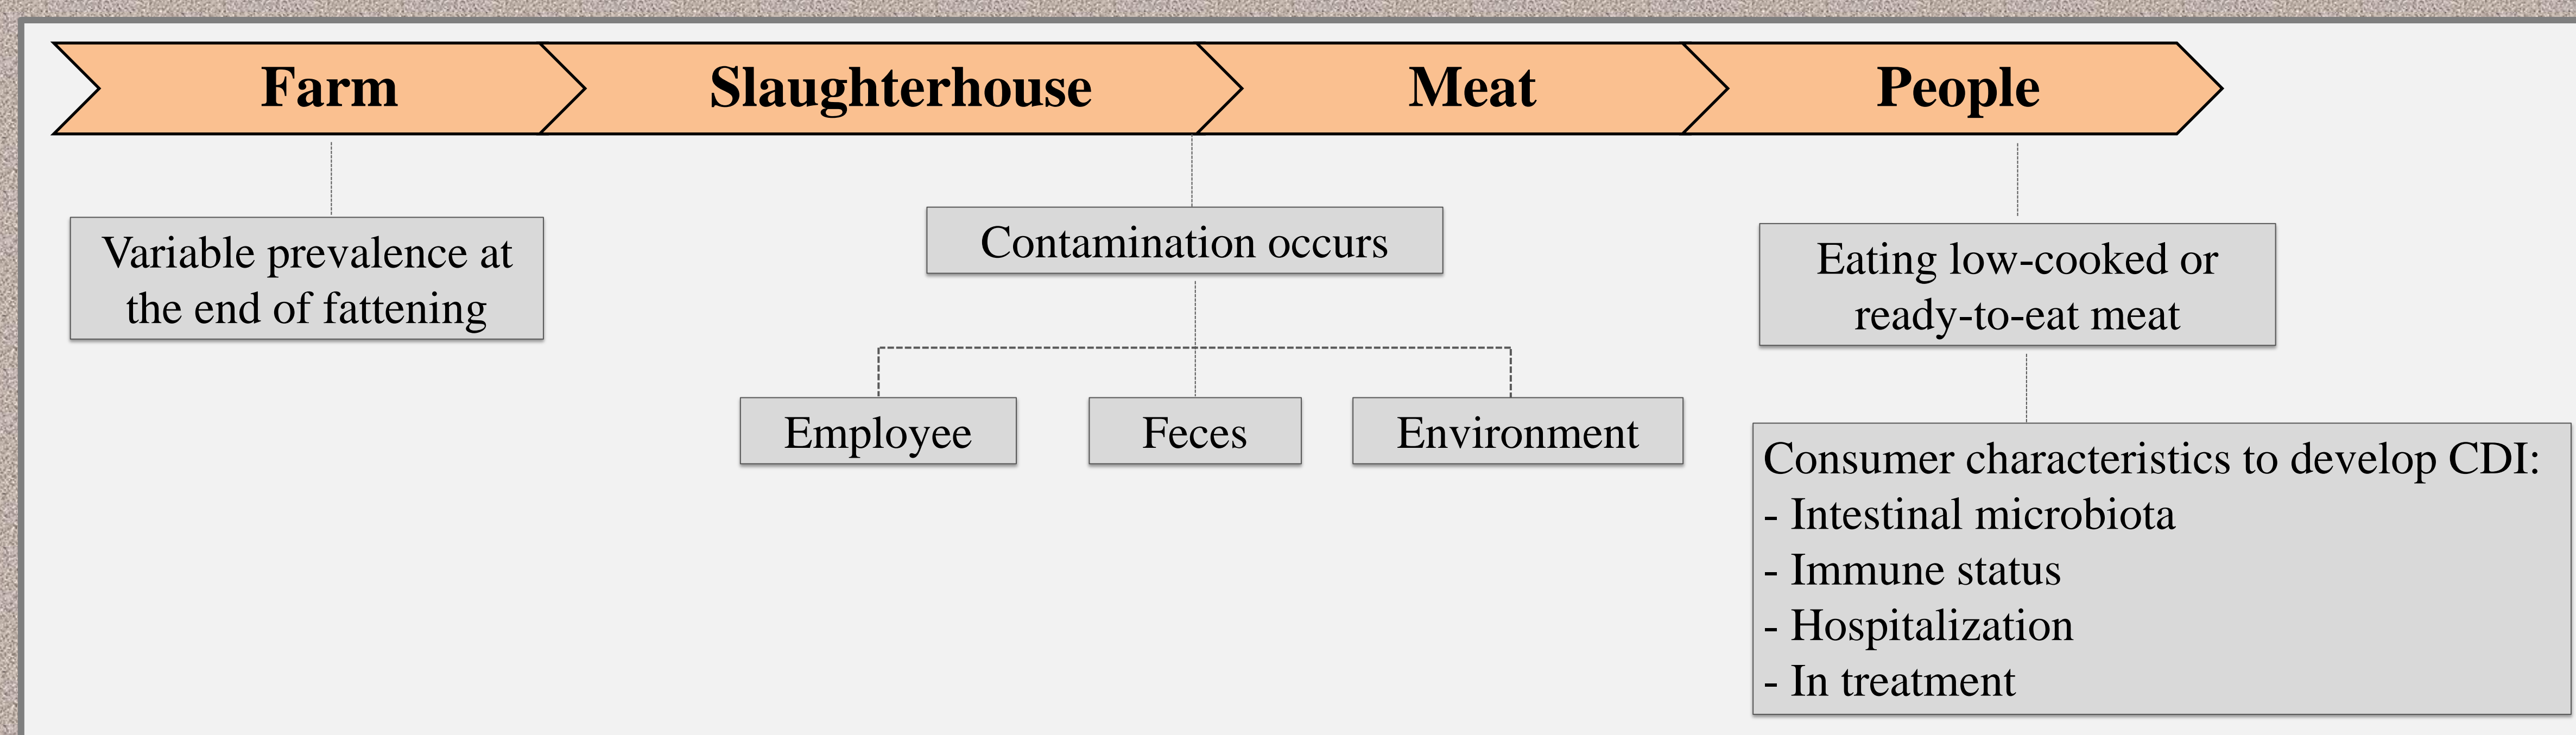 Farm
Slaughterhouse
Meat
People
Variable prevalence at
the end of fattening
Contamination occurs
Employee
Feces
Environment
Eating low-cooked or
ready-to-eat meat
Consumer characteristics to develop CDI:
- Intestinal microbiota
- Immune status
- Hospitalization
- In treatment